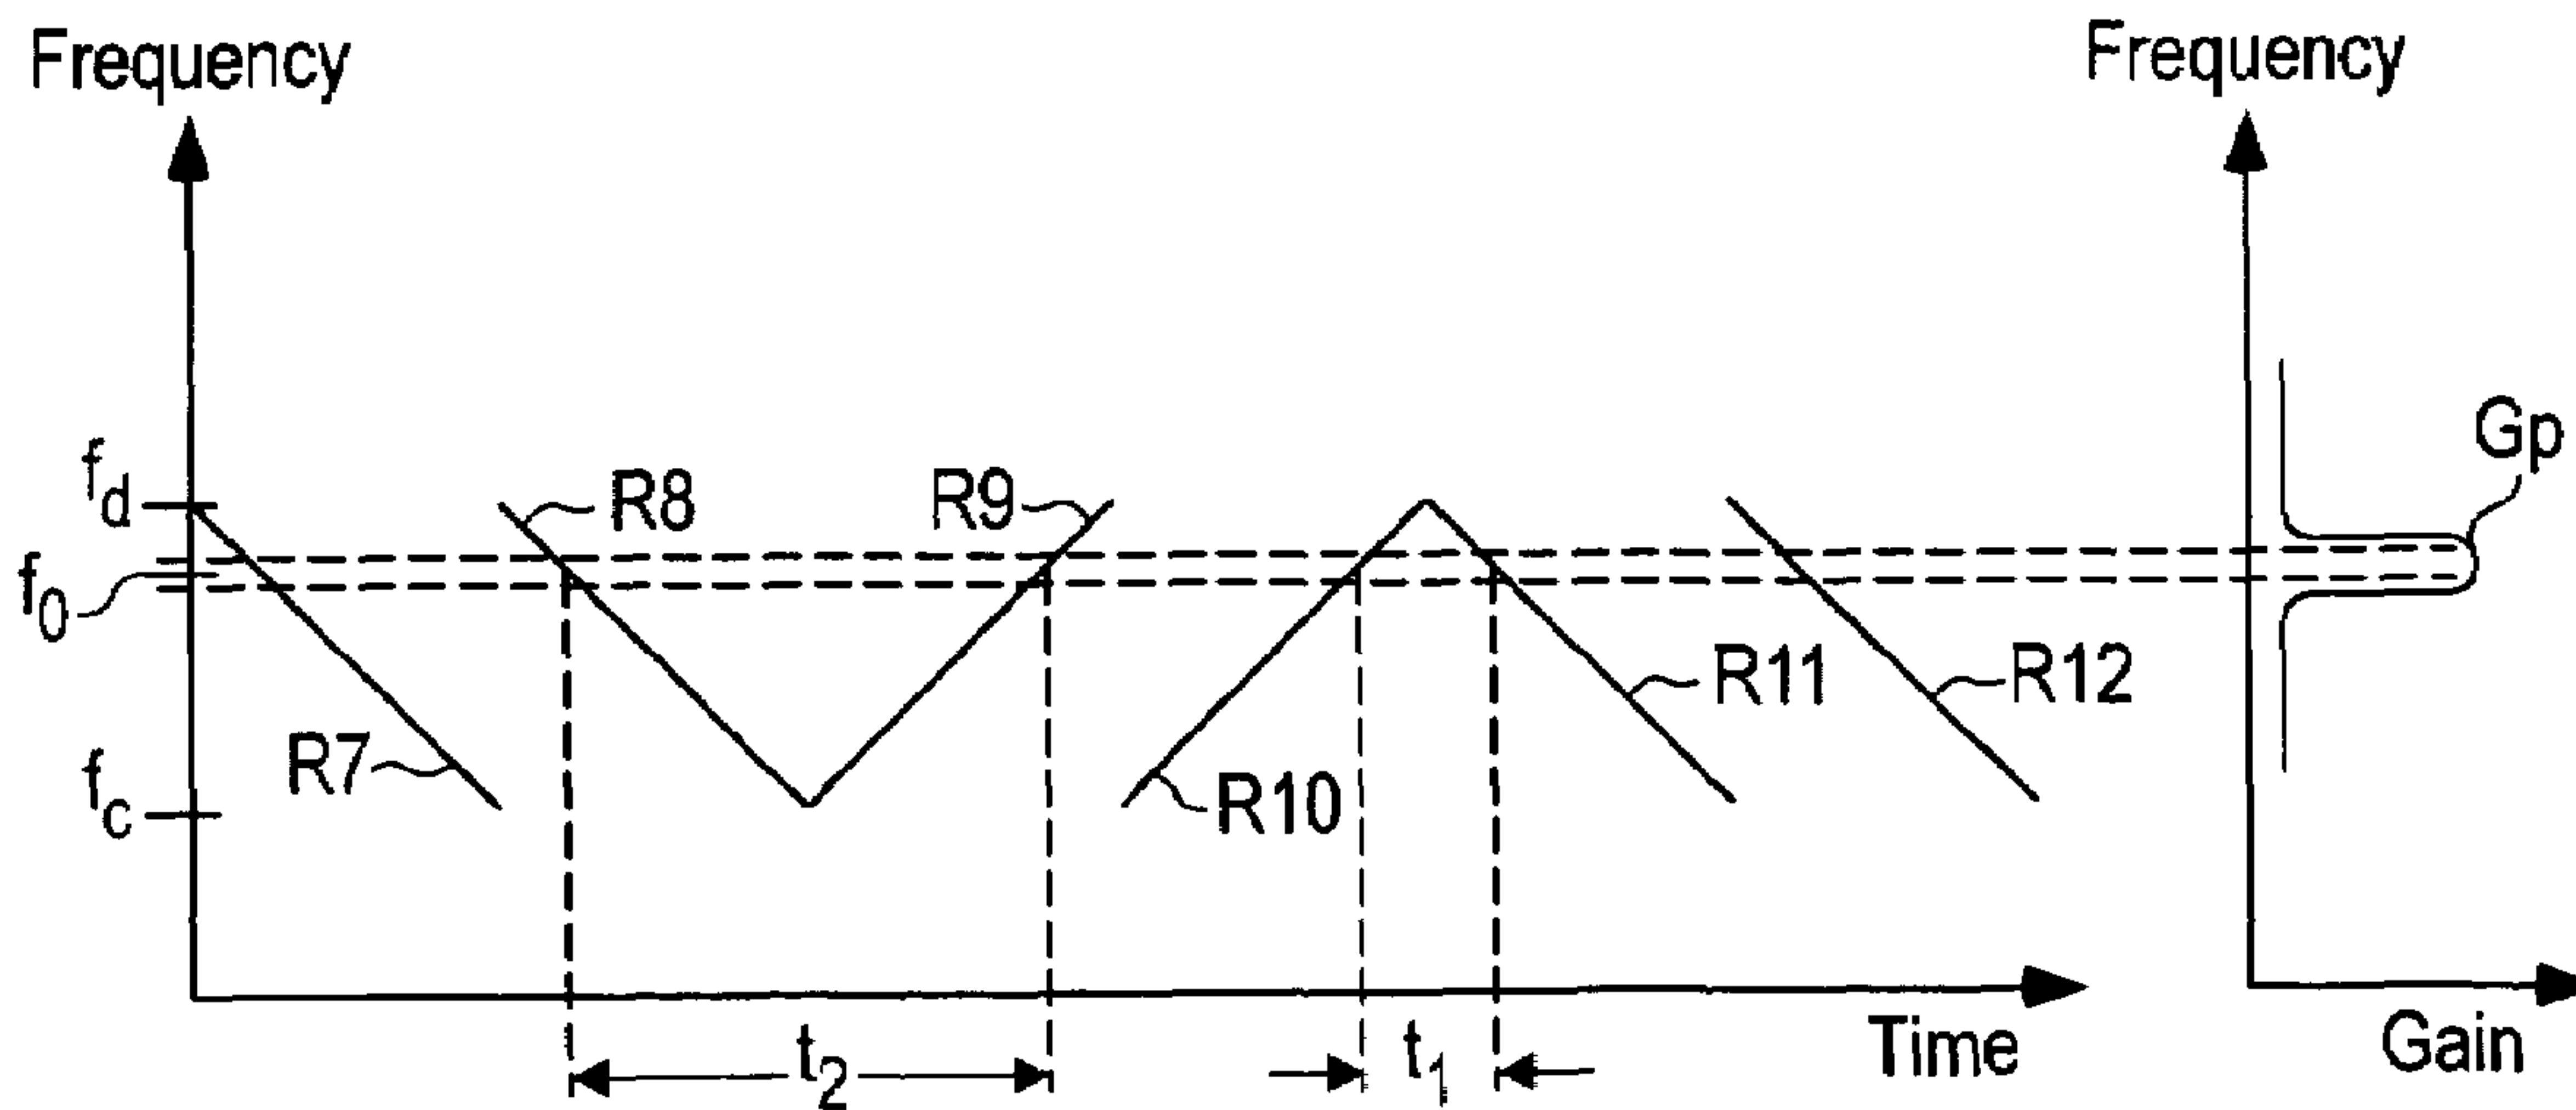 Frequency
Frequency
Gp
fd
R8
R9
f0
R11
R12
R7
R10
fc
t2
t1
Time
Gain